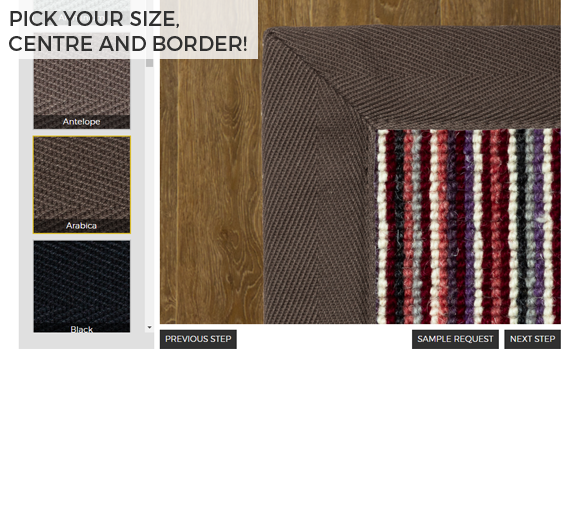 PICK YOUR SIZE,
CENTRE AND BORDER!
Antelope
Arabica
Black
PREVIOUS STEP
SAMPLE REQUEST
NEXT STEP